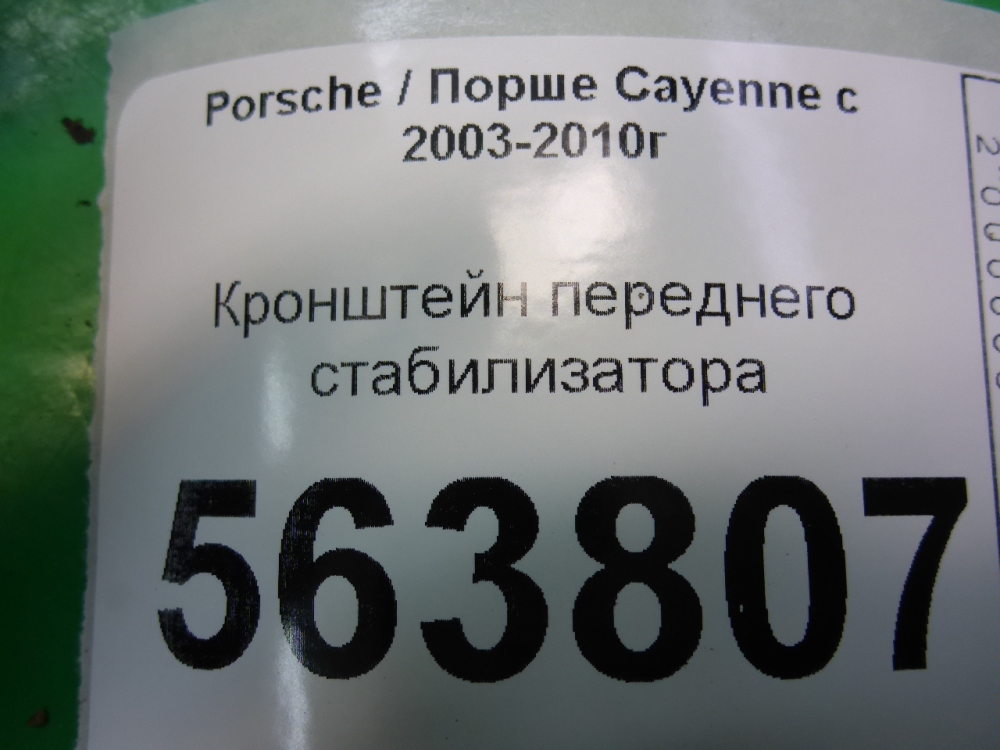 Porsche / Порше Cayenne с
2003-2010г
Кронштейн переднего
стабилизатора
563807